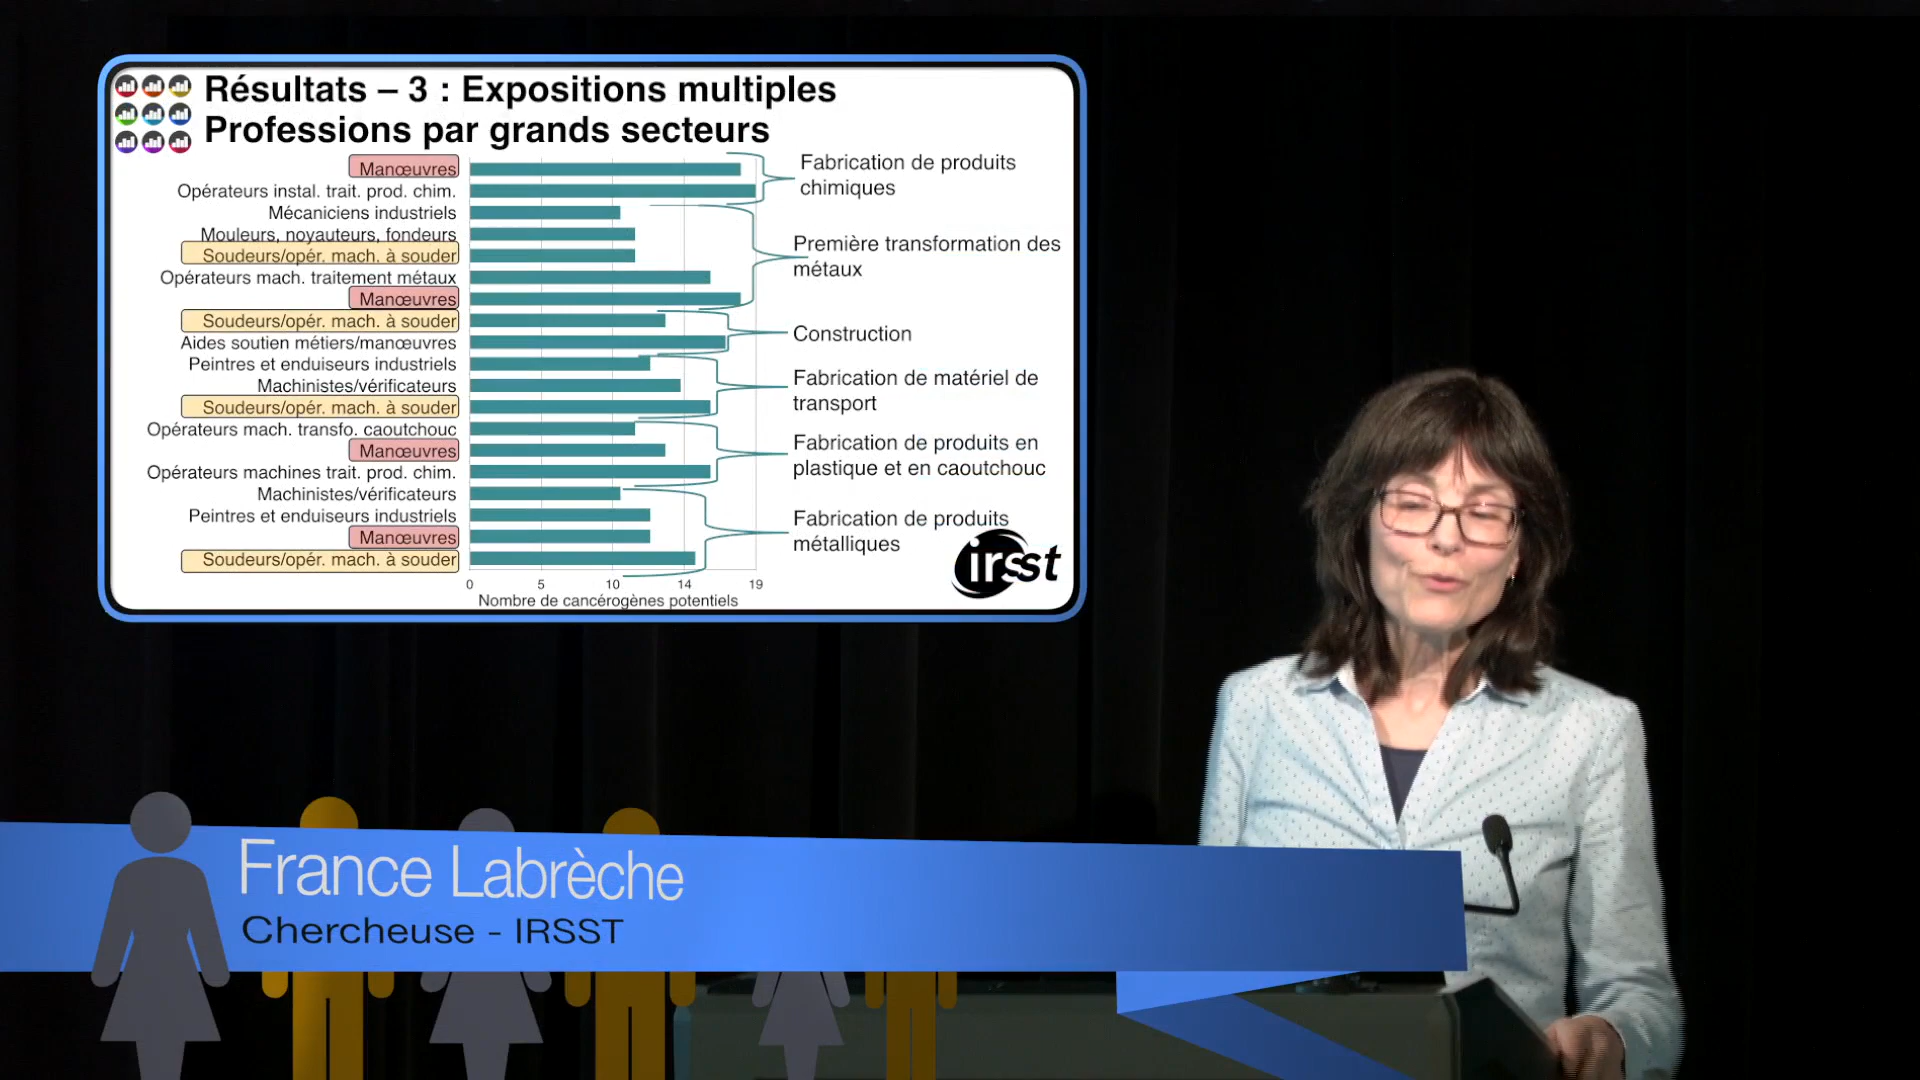 Résultats – 3 : Expositions multiples
Professions par grands secteurs
Manœuvres
Opérateurs instal. trait. prod. chim.
Mécaniciens industriels
Mouleurs, noyauteurs, fondeurs
Soudeurs/opér. mach. à souder
Opérateurs mach. traitement métaux
Manœuvres
Soudeurs/opér. mach. à souder
Aides soutien métiers/manœuvres
Peintres et enduiseurs industriels
Machinistes/vérificateurs
Soudeurs/opér. mach. à souder
Opérateurs mach. transfo. caoutchouc
Manœuvres
Opérateurs machines trait. prod. chim.
Machinistes/vérificateurs
Peintres et enduiseurs industriels
Manœuvres
Soudeurs/opér. mach. à souder
0 5 10 14 19
Nombre de cancérogènes potentiels
Fabrication de produits
chimiques
Première transformation des
métaux
Construction
Fabrication de matériel de
transport
Fabrication de produits en
plastique et en caoutchouc
Fabrication de produits
métalliques
irsst
France Labrèche
Chercheuse - IRSST